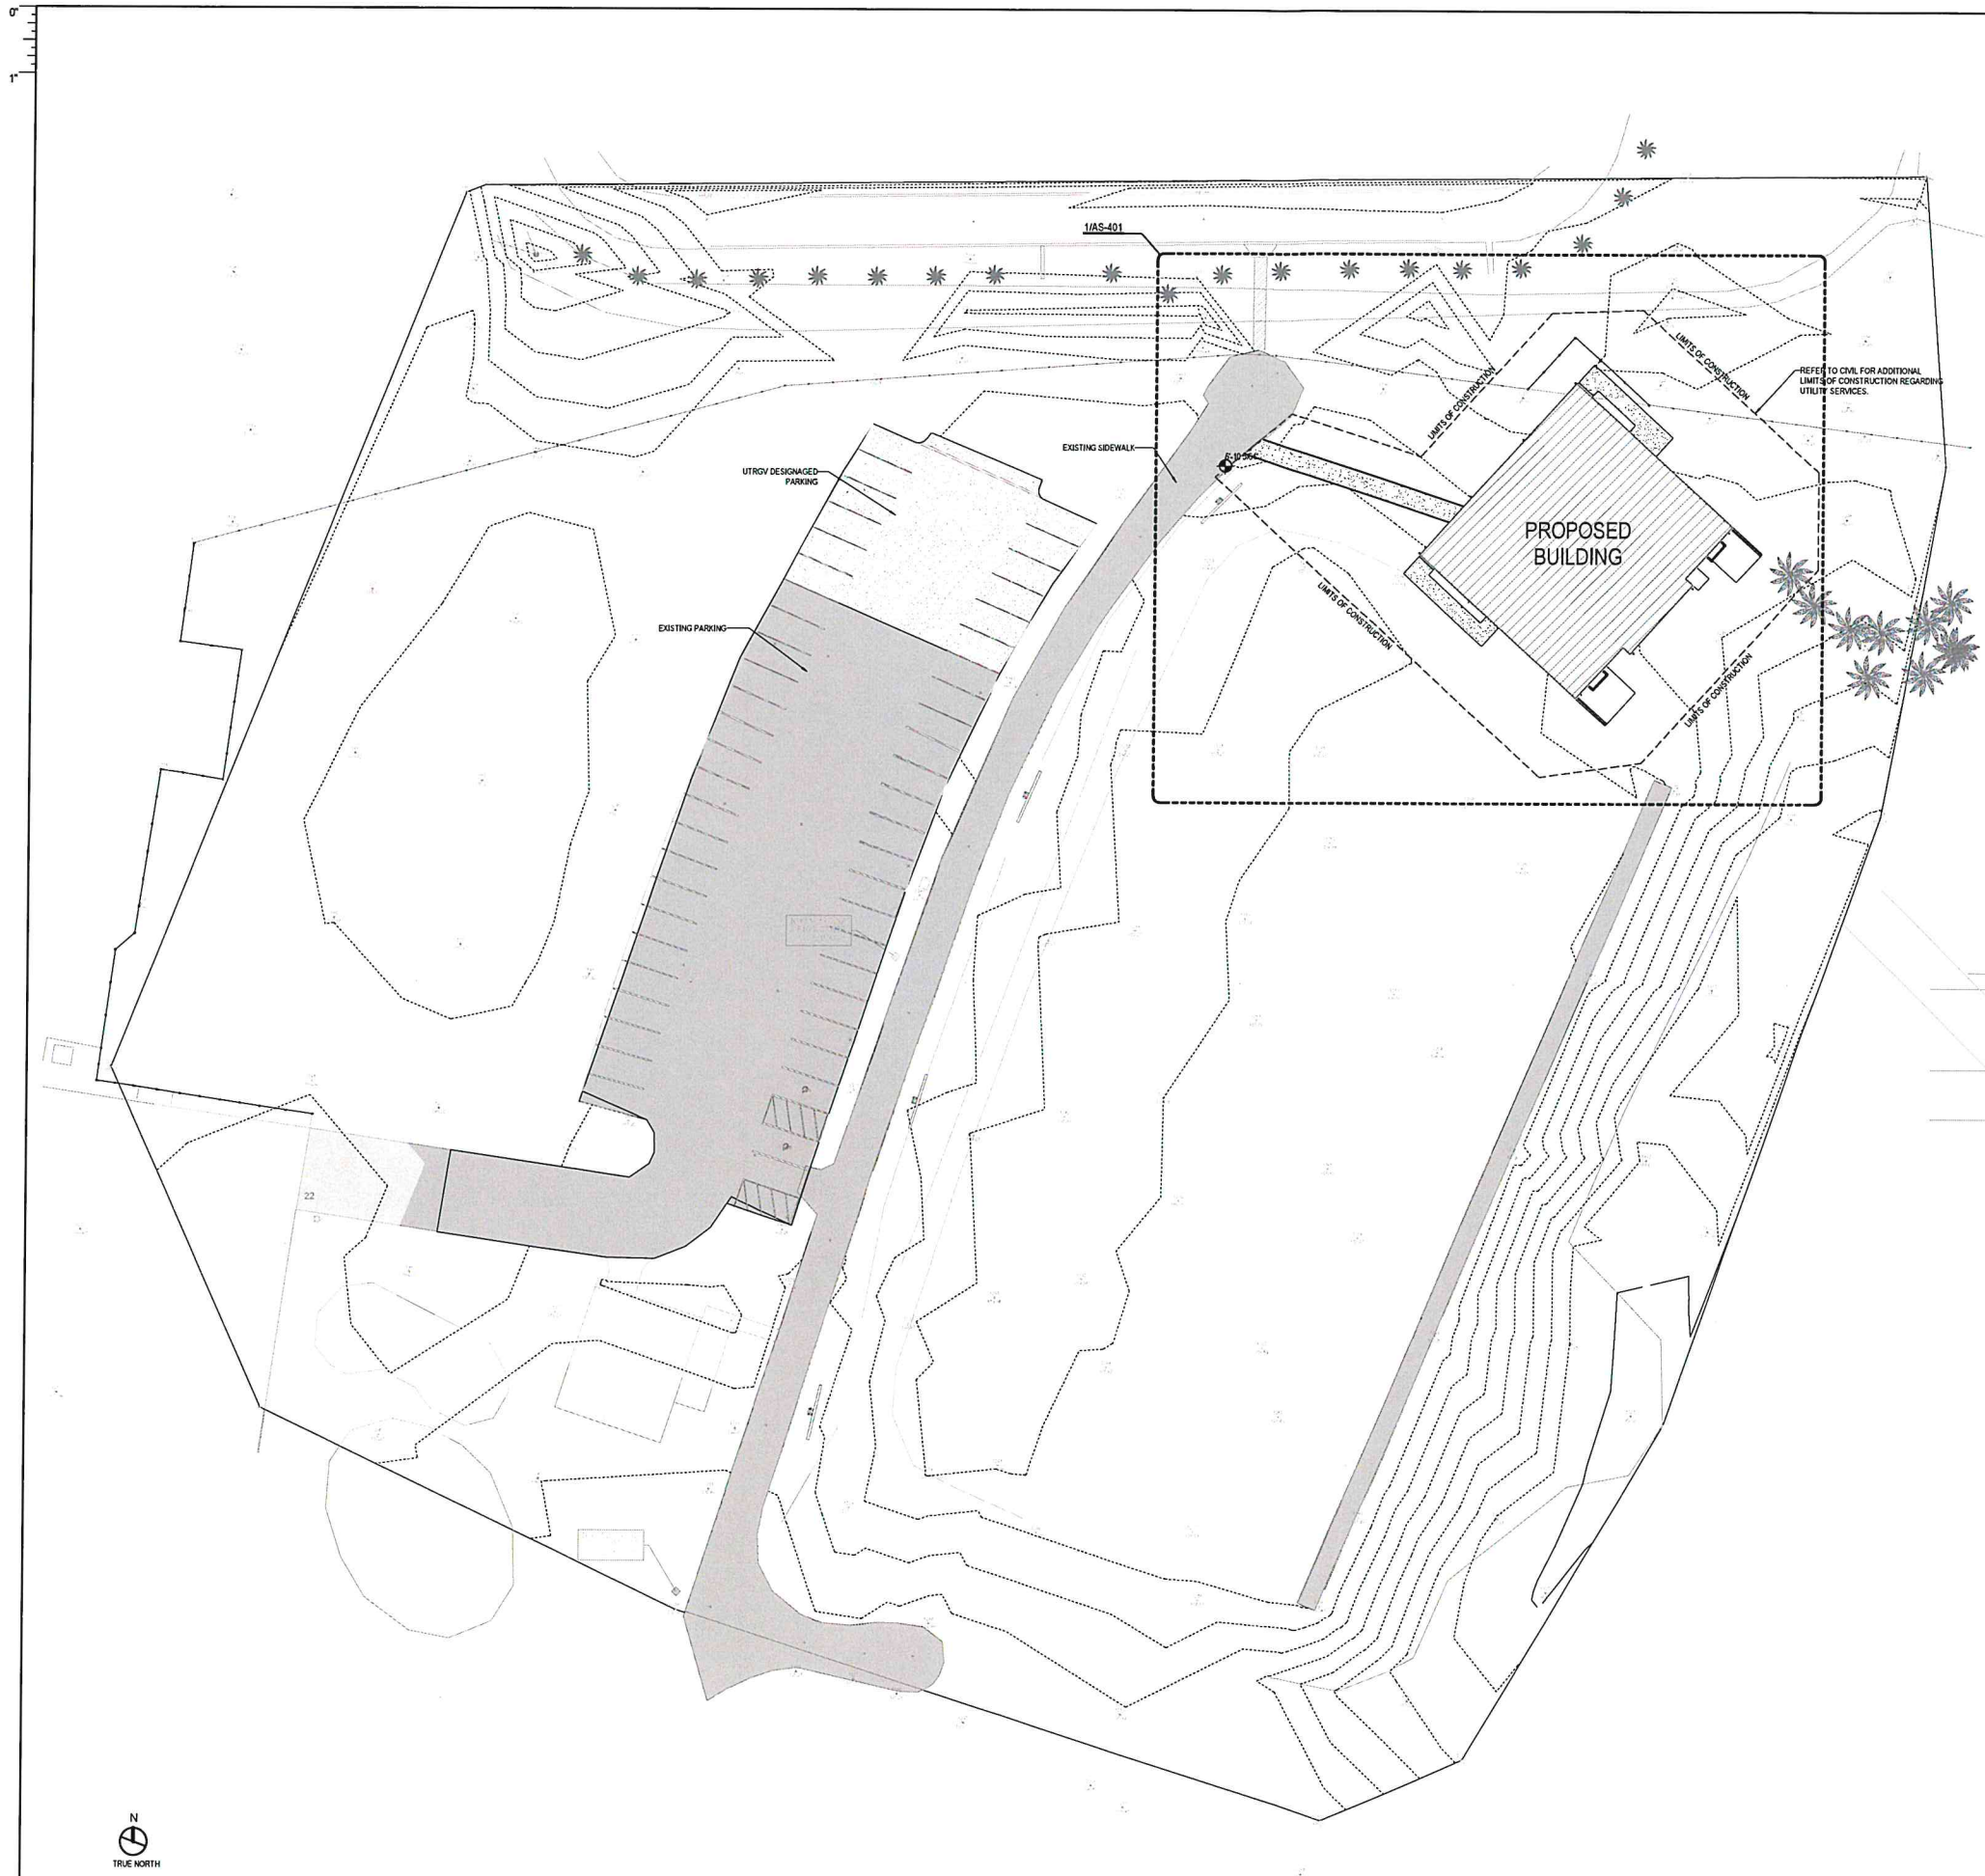 0"
1"
1/AS-401
LIMITS OF CONSTRUCTION
LIMITS OF CONSTRUCTION
REFER TO CIVIL FOR ADDITIONAL
LIMITS OF CONSTRUCTION REGARDING
UTILITY SERVICES.
EXISTING SIDEWALK
UTRGV DESIGNAGED
PARKING
PROPOSED
BUILDING
EXISTING PARKING
LIMITS OF CONSTRUCTION
LIMITS OF CONSTRUCTION
22
N
TRUE NORTH